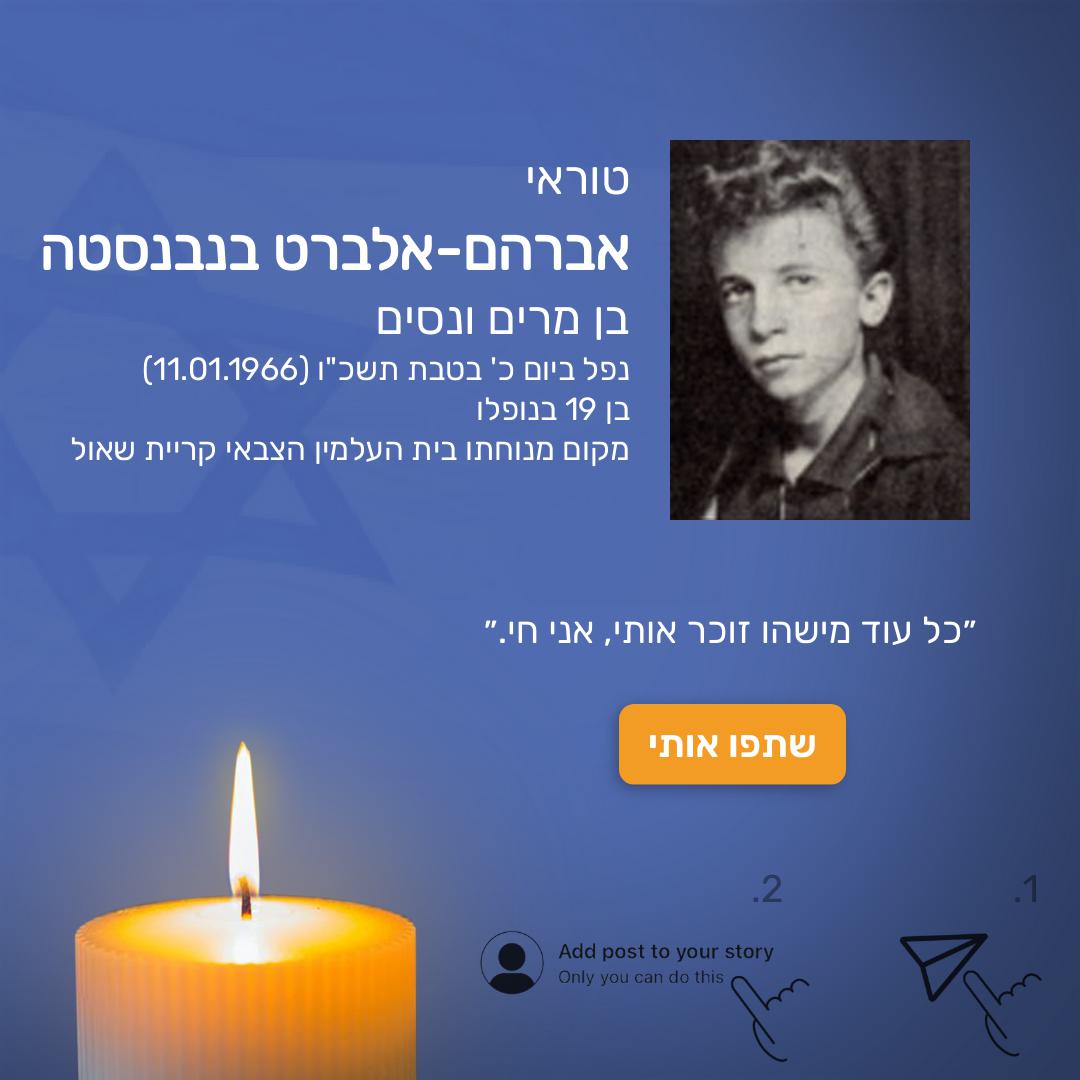 טוראי
אברהם-אלברט בנבנסטה
בן מרים ונסים
נפל ביום כ' בטבת תשכ"ו (11.01.1966)
בן 19 בנופלו
מקום מנוחתו בית העלמין הצבאי קריית שאול
״כל עוד מישהו זוכר אותי, אני חי.״
שתפו אותי
.1
.2
Add post to your story
Only you can do this